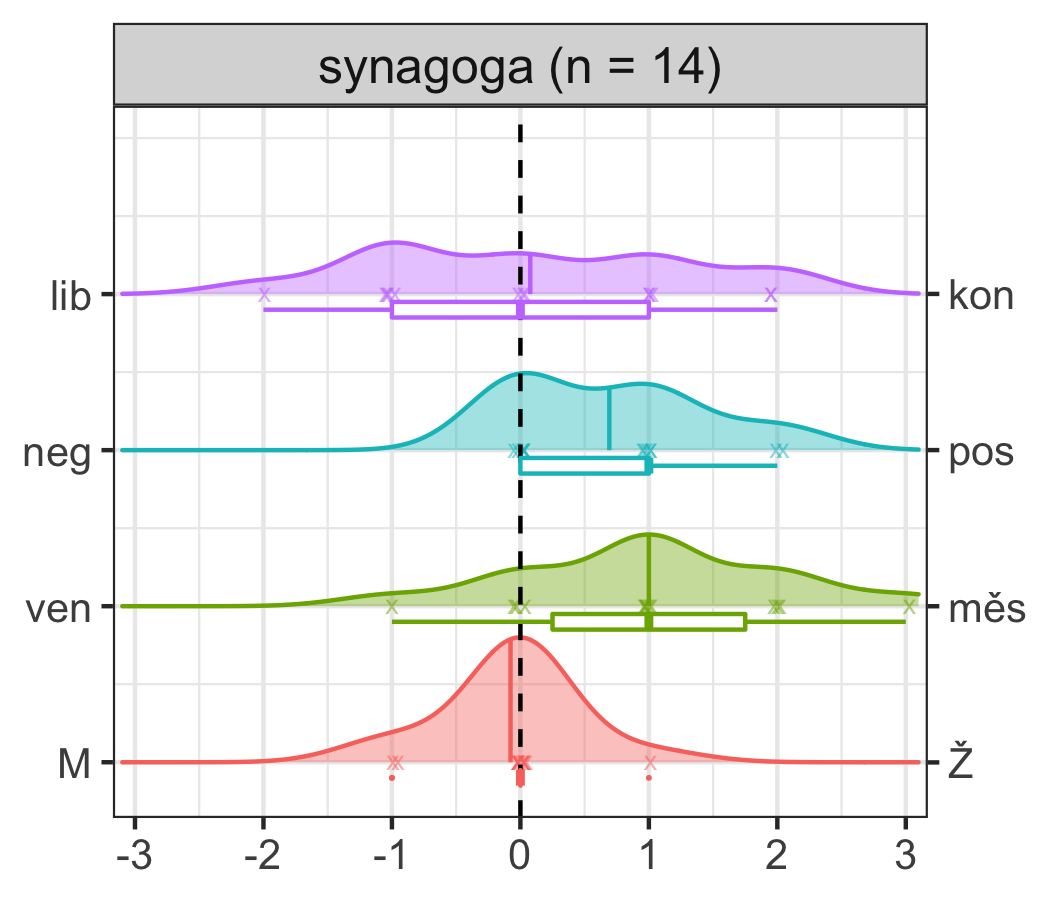 synagoga (n = 14)
lib kon
neg pos
ven měs
M Ž
-3 -2 -1 0 1 2 3